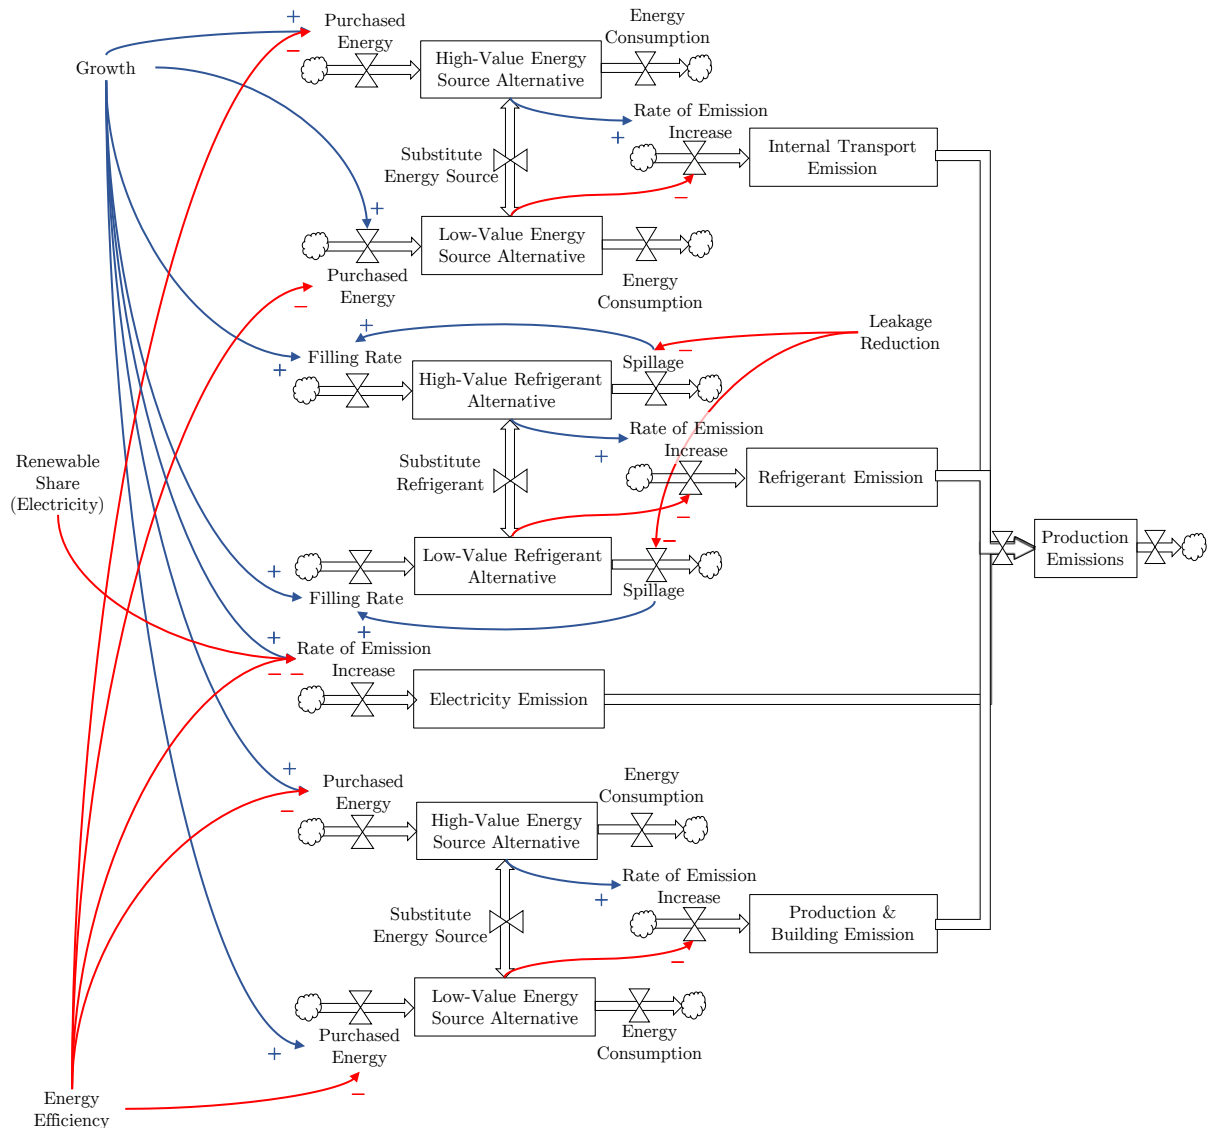 Purchased
Energy
+
−
Energy
Consumption
Growth
High-Value Energy
Source Alternative
Rate of Emission
Increase
+
Internal Transport
Emission
Substitute
Energy Source
−
+
Low-Value Energy
Source Alternative
Purchased
Energy
−
Energy
Consumption
Leakage
Reduction
+
−
Filling Rate
+
Spillage
High-Value Refrigerant
Alternative
Rate of Emission
Increase
+
Refrigerant Emission
Renewable
Share
(Electricity)
Substitute
Refrigerant
−
−
Production
Emissions
Low-Value Refrigerant
Alternative
+
Filling Rate
Spillage
+
+
Rate of Emission
Increase
− −
Electricity Emission
+
Purchased
Energy
−
Energy
Consumption
High-Value Energy
Source Alternative
Rate of Emission
Increase
+
Production &
Building Emission
Substitute
Energy Source
−
Low-Value Energy
Source Alternative
Purchased
Energy
+
Energy
Consumption
−
Energy
Efficiency